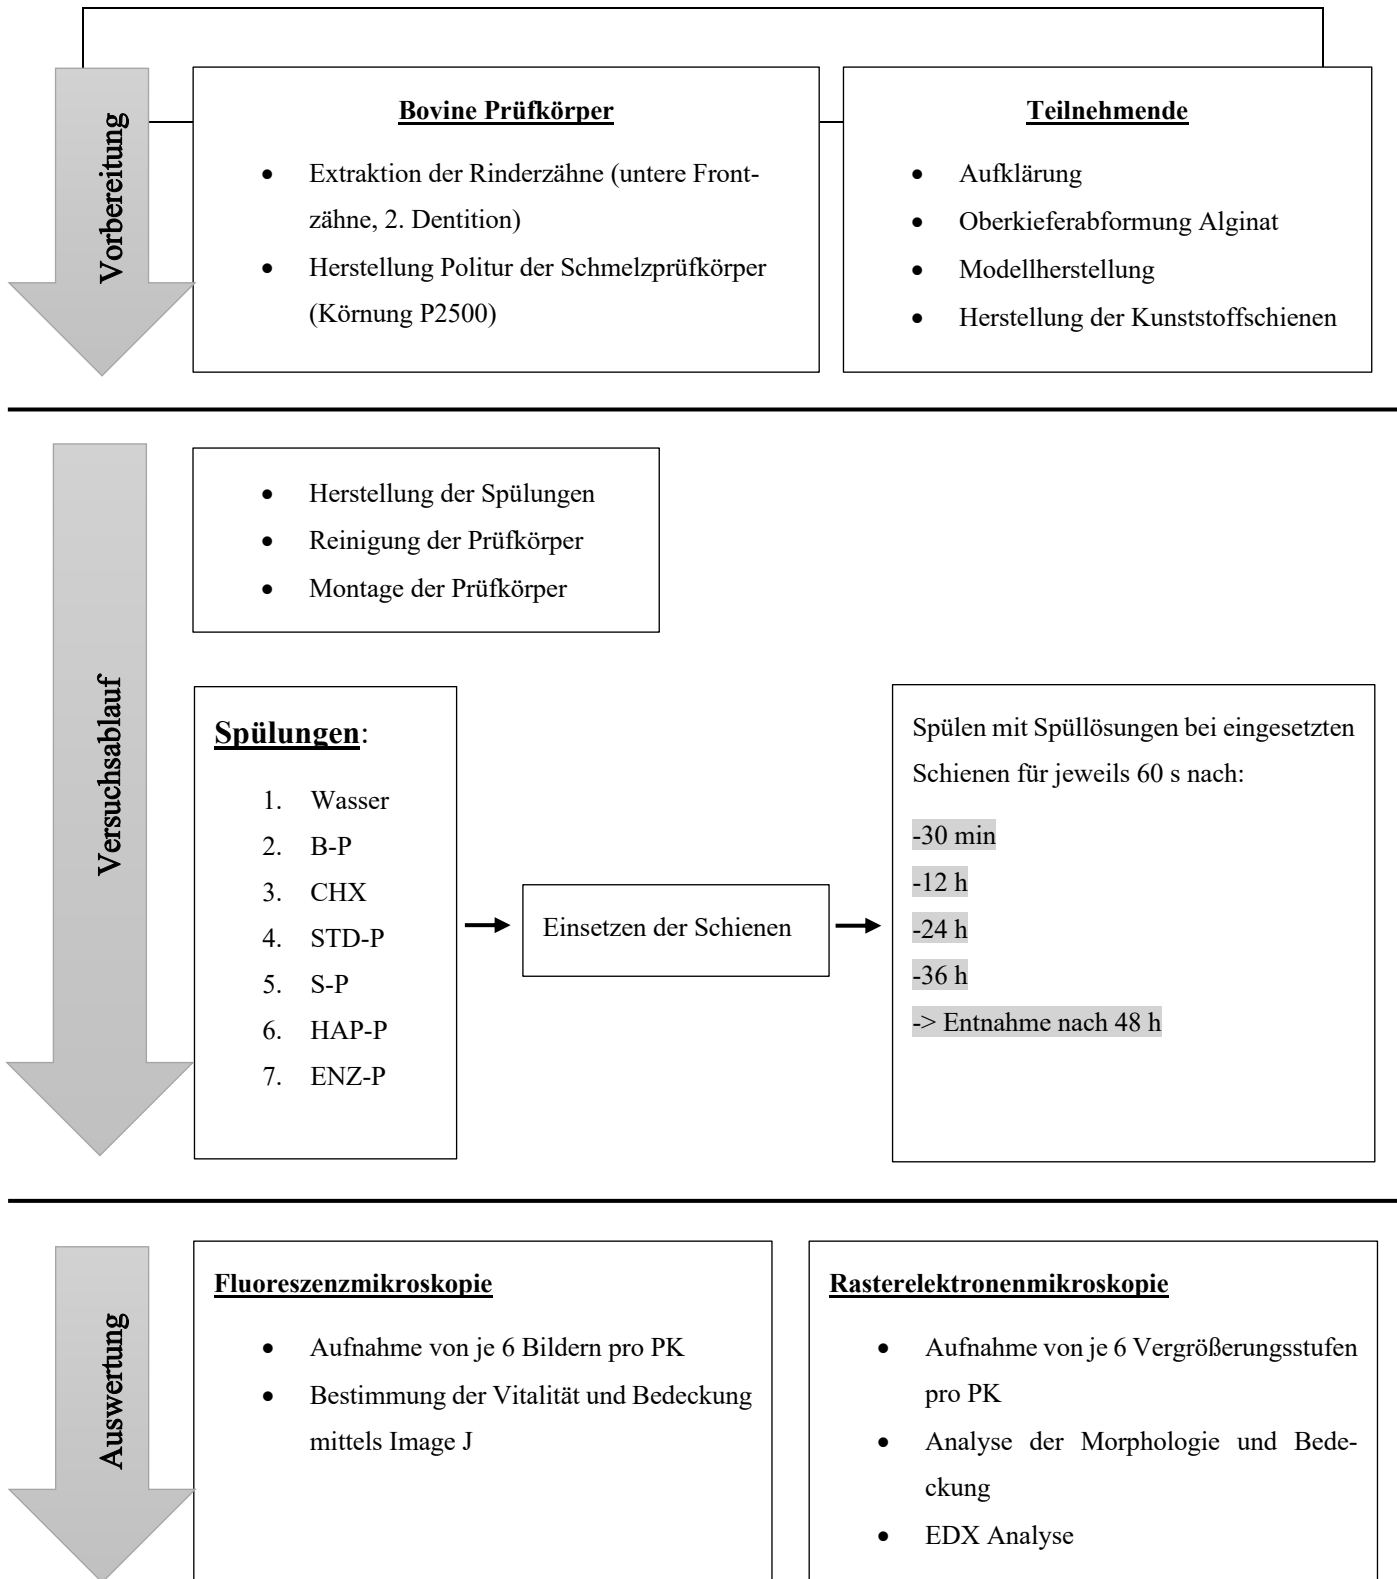 Vorbereitung
Bovine Prüfkörper
• Extraktion der Rinderzähne (untere Front-
zähne, 2. Dentition)
• Herstellung Politur der Schmelzprüfkörper
(Körnung P2500)
Teilnehmende
• Aufklärung
• Oberkieferabformung Alginat
• Modellherstellung
• Herstellung der Kunststoffschienen
Versuchsablauf
• Herstellung der Spülungen
• Reinigung der Prüfkörper
• Montage der Prüfkörper
Spülungen:
1. Wasser
2. B-P
3. CHX
4. STD-P
5. S-P
6. HAP-P
7. ENZ-P
Einsetzen der Schienen
Spülen mit Spüllösungen bei eingesetzten
Schienen für jeweils 60 s nach:
-30 min
-12 h
-24 h
-36 h
-> Entnahme nach 48 h
Auswertung
Fluoreszenzmikroskopie
• Aufnahme von je 6 Bildern pro PK
• Bestimmung der Vitalität und Bedeckung
mittels Image J
Rasterelektronenmikroskopie
• Aufnahme von je 6 Vergrößerungsstufen
pro PK
• Analyse der Morphologie und Bede-
ckung
• EDX Analyse